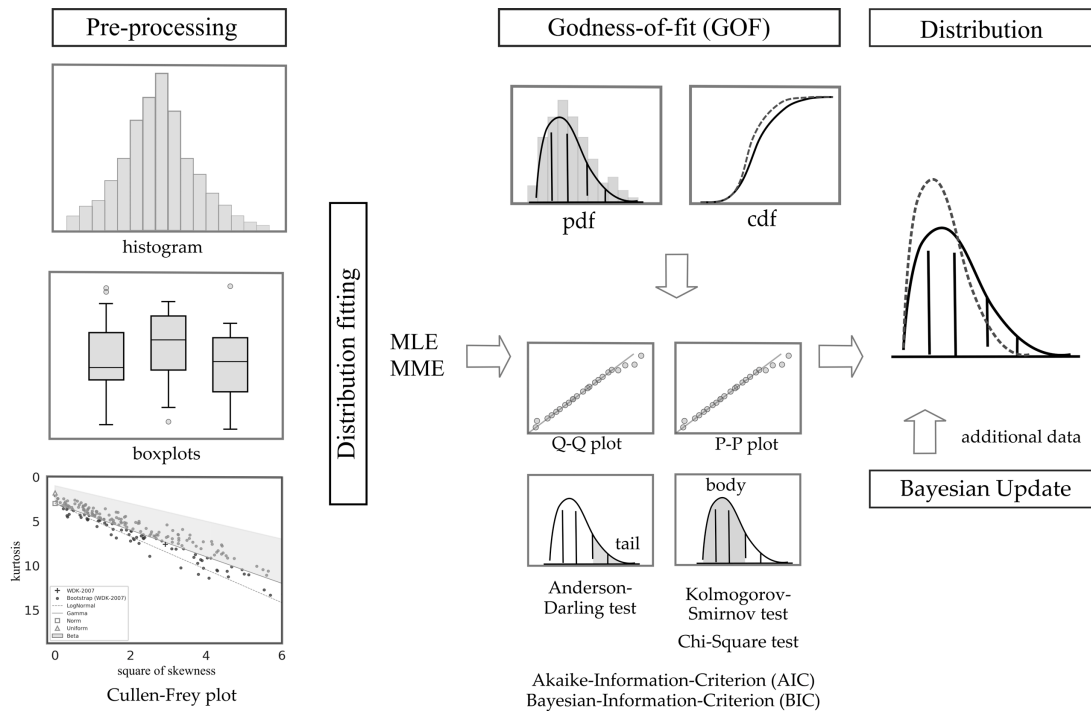 Pre-processing
histogram
boxplots
0
5
10
15
kurtosis
WDK-2007
Bootstrap (WDK-2007)
LogNormal
Gamma
Norm
Uniform
Beta
0 2 4 6
square of skewness
Cullen-Frey plot
Distribution fitting
MLE
MME
Godness-of-fit (GOF)
pdf
cdf
Q-Q plot
P-P plot
tail
body
Anderson-
Darling test
Kolmogorov-
Smirnov test
Chi-Square test
Akaike-Information-Criterion (AIC)
Bayesian-Information-Criterion (BIC)
Distribution
additional data
Bayesian Update